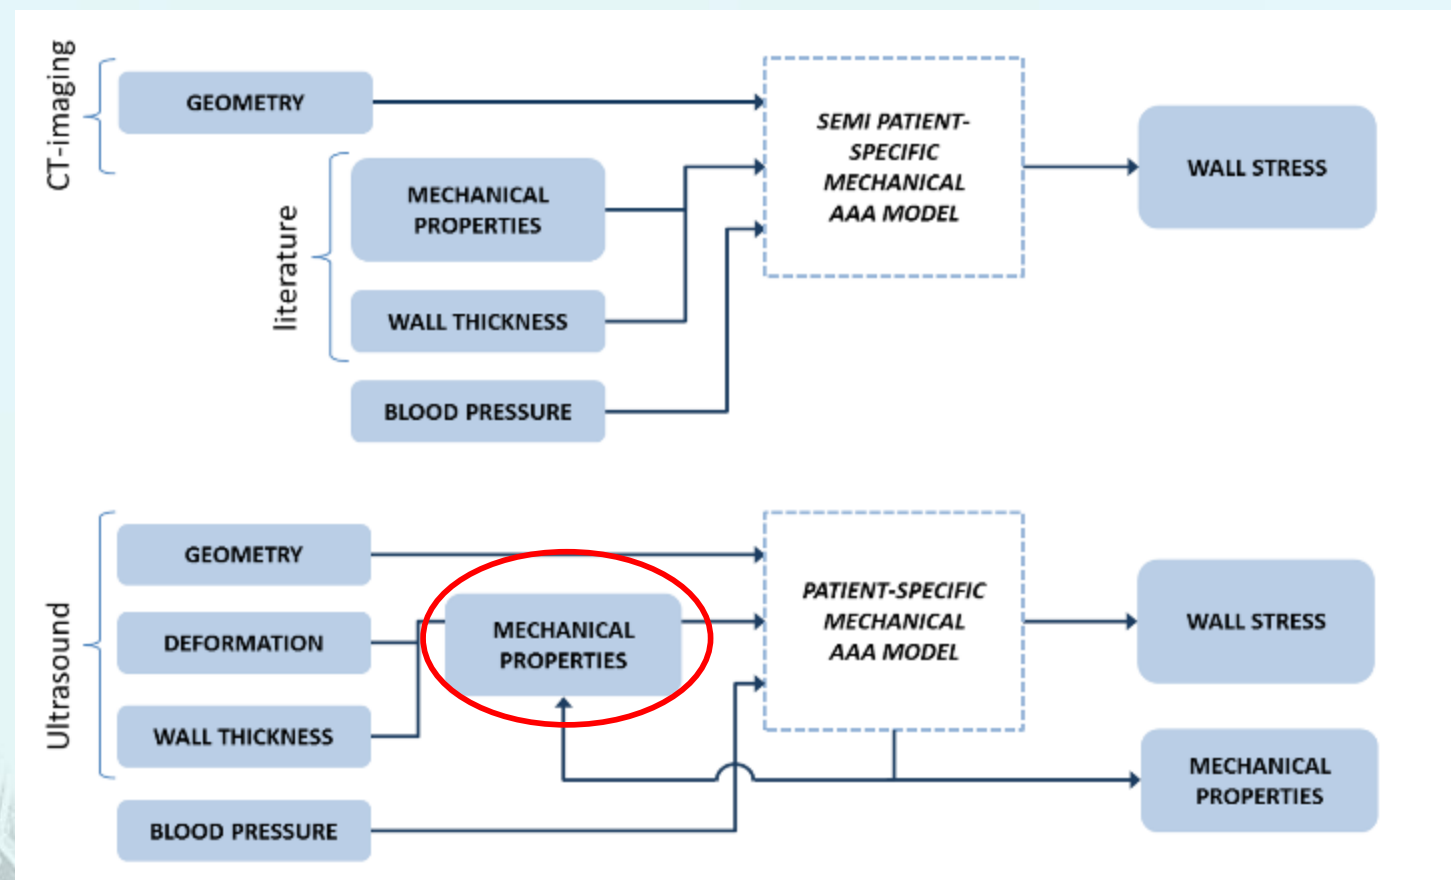 CT-imaging
GEOMETRY
literature
MECHANICAL
PROPERTIES
WALL THICKNESS
BLOOD PRESSURE
SEMI PATIENT-
SPECIFIC
MECHANICAL
AAA MODEL
WALL STRESS
Ultrasound
GEOMETRY
DEFORMATION
WALL THICKNESS
BLOOD PRESSURE
MECHANICAL
PROPERTIES
PATIENT-SPECIFIC
MECHANICAL
AAA MODEL
WALL STRESS
MECHANICAL
PROPERTIES